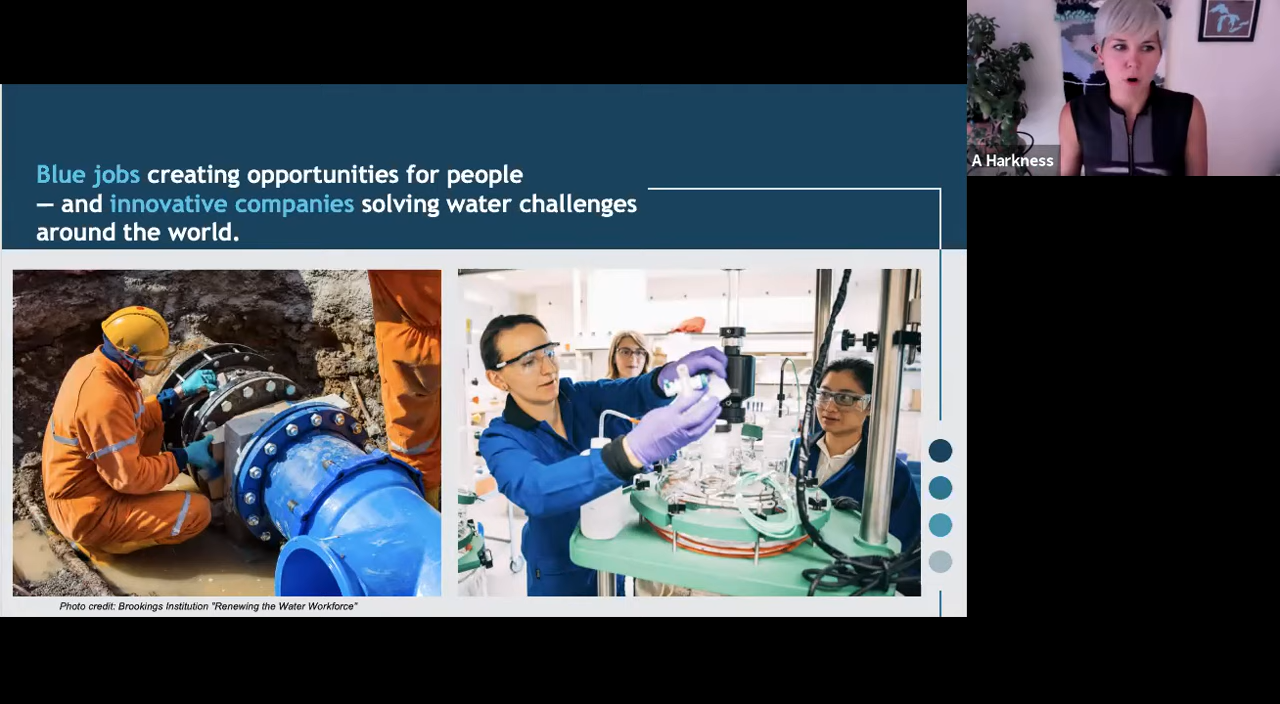 Blue jobs creating opportunities for people
— and innovative companies solving water challenges
around the world.
A Harkness
Photo credit: Brookings Institution "Renewing the Water Workforce"